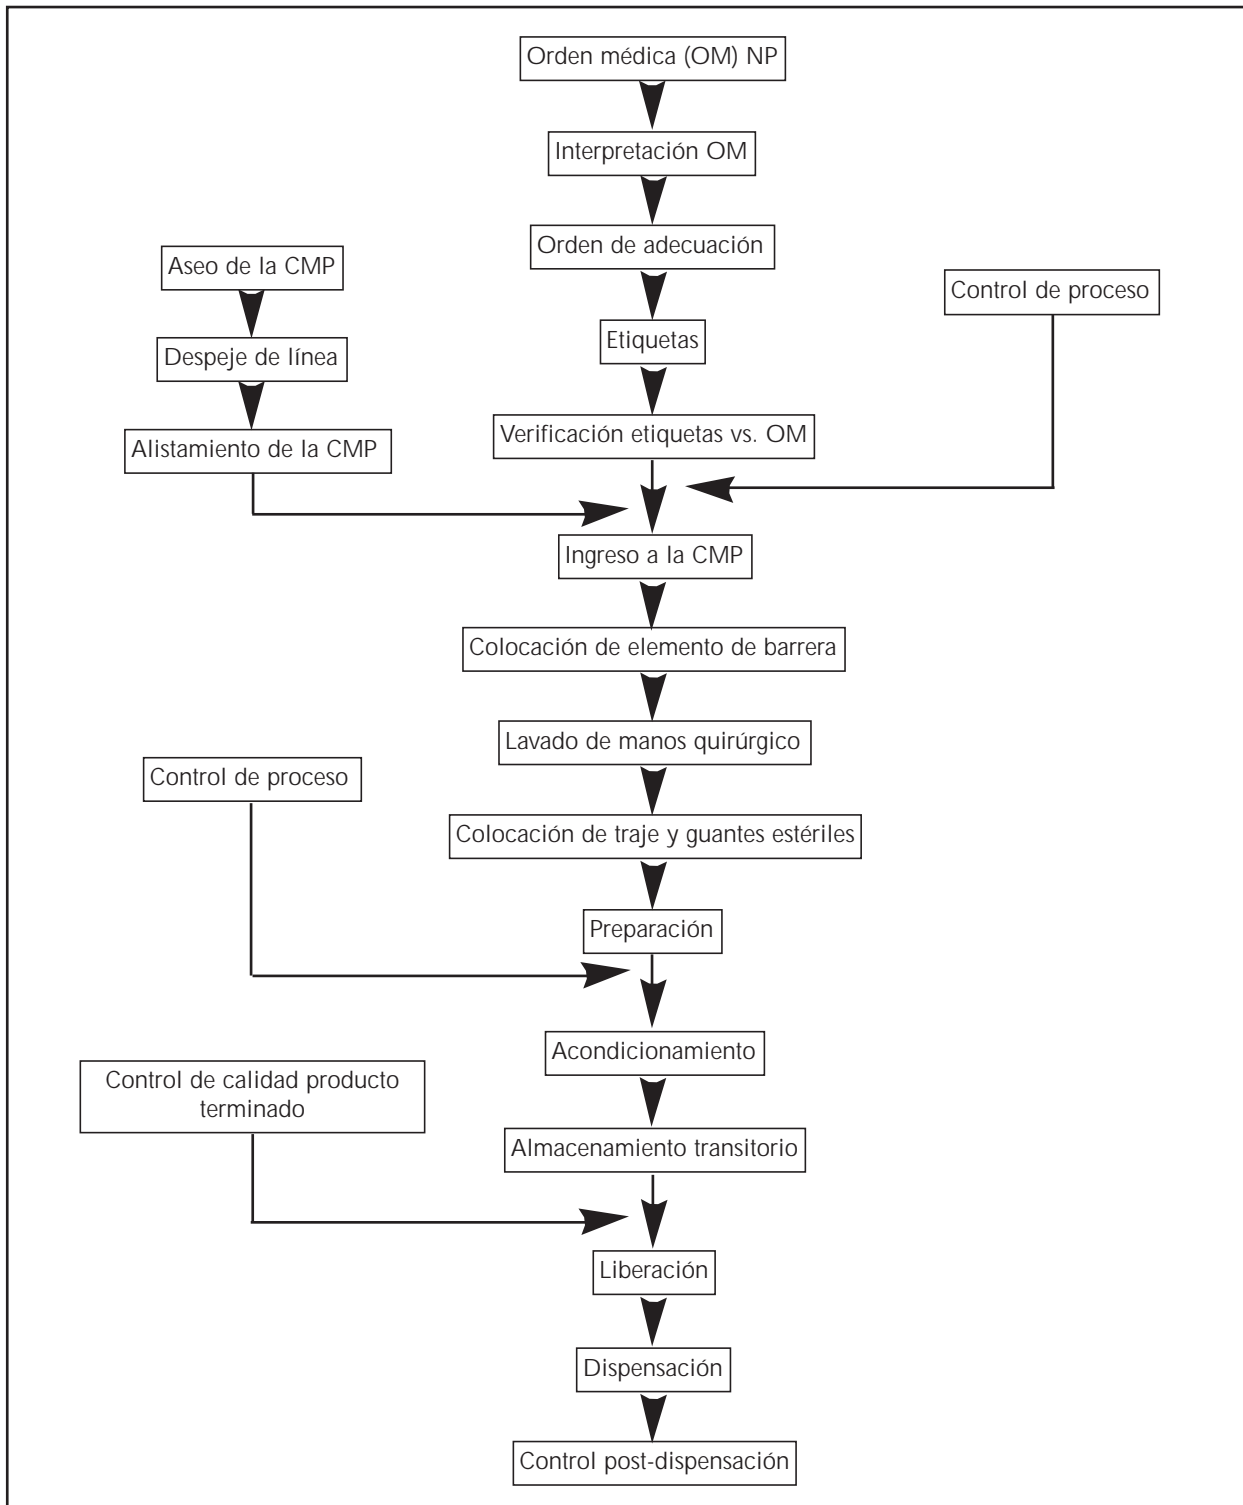 Orden médica (OM) NP
Interpretación OM
Orden de adecuación
Aseo de la CMP
Control de proceso
Etiquetas
Despeje de línea
Verificación etiquetas vs. OM
Alistamiento de la CMP
Ingreso a la CMP
Colocación de elemento de barrera
Lavado de manos quirúrgico
Control de proceso
Colocación de traje y guantes estériles
Preparación
Acondicionamiento
Control de calidad producto
terminado
Almacenamiento transitorio
Liberación
Dispensación
Control post-dispensación